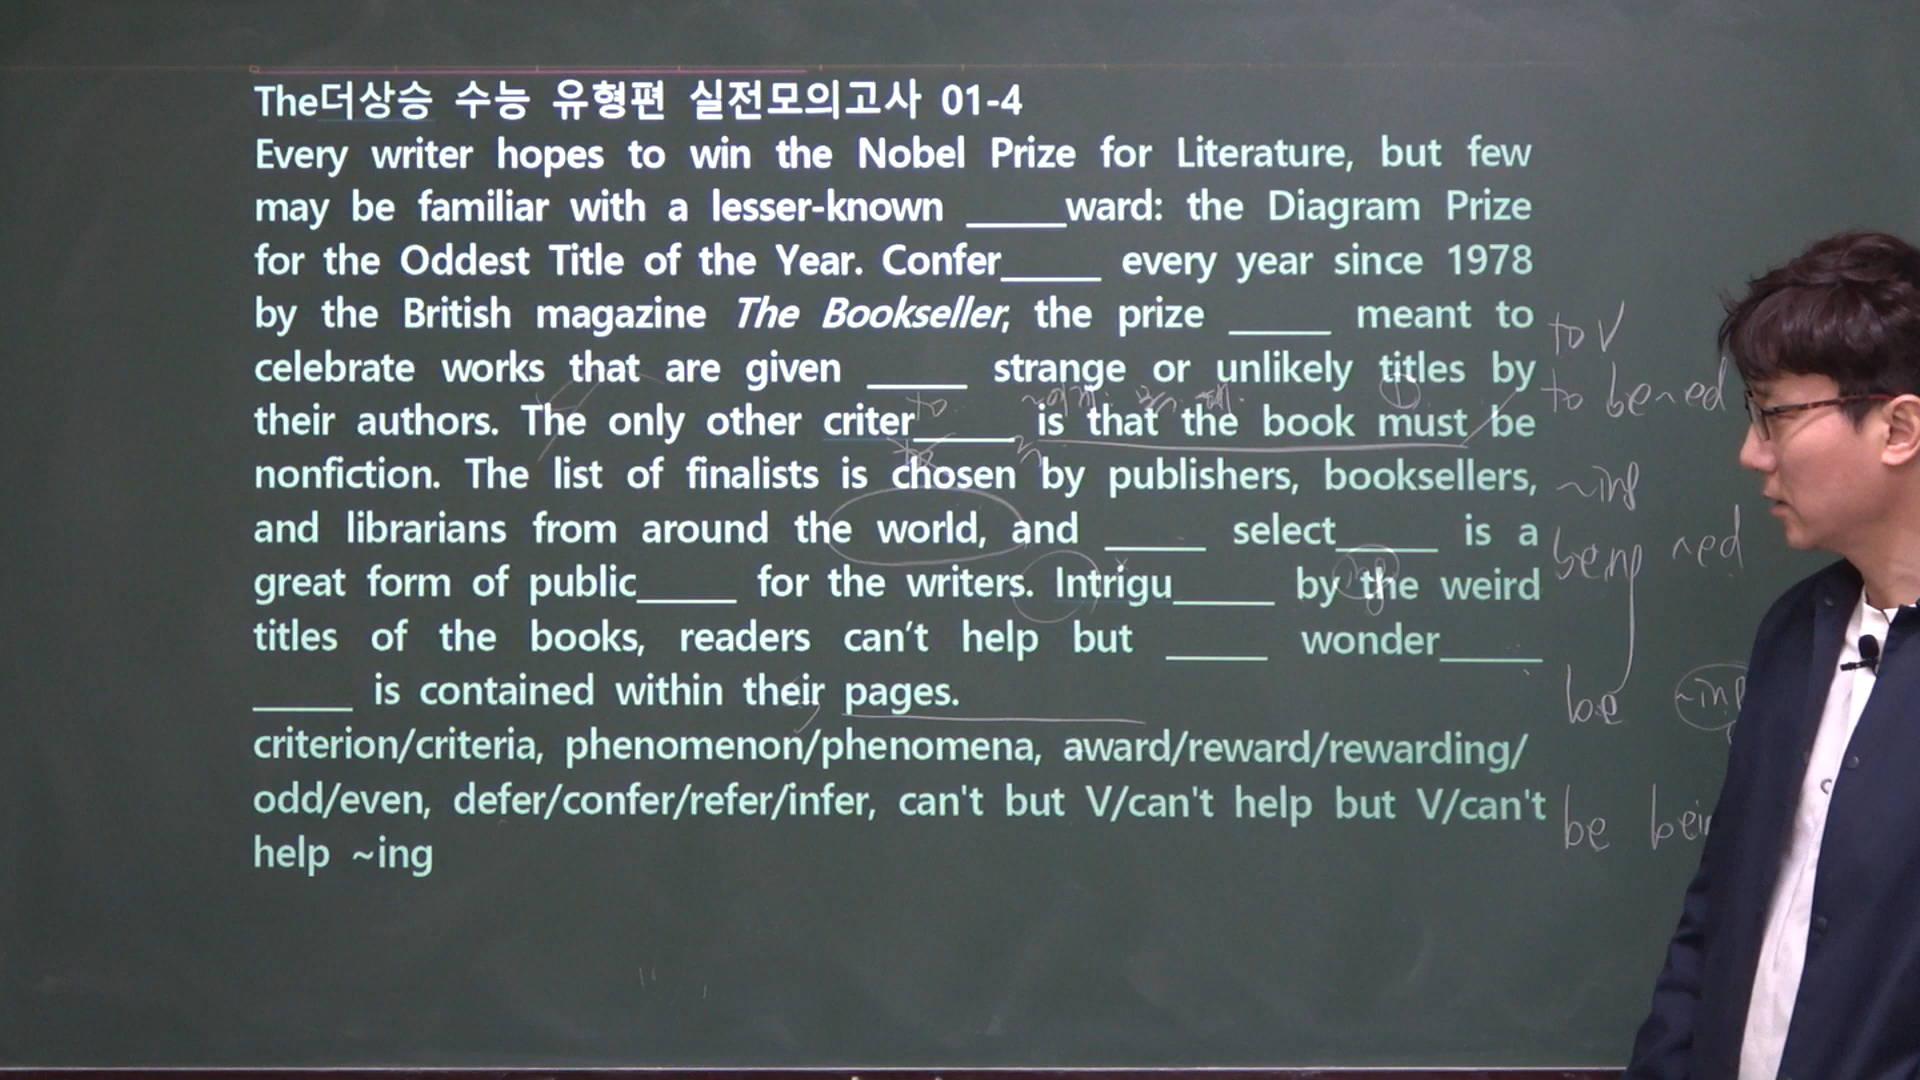 The더상승 수능 유형편 실전모의고사 01-4
Every writer hopes to win the Nobel Prize for Literature, but few
may be familiar with a lesser-known _____ward: the Diagram Prize
for the Oddest Title of the Year. Confer_____ every year since 1978
by the British magazine The Bookseller, the prize _____ meant to
celebrate works that are given _____ strange or unlikely titles by
their authors. The only other criter_____ is that the book must be
nonfiction. The list of finalists is chosen by publishers, booksellers,
and librarians from around the world, and _____ select_____ is a
great form of public_____ for the writers. Intrigu_____ by the weird
titles of the books, readers can't help but _____ wonder_____
_____ is contained within their pages.
criterion/criteria, phenomenon/phenomena, award/reward/rewarding/
odd/even, defer/confer/refer/infer, can't but V/can't help but V/can't
help ~ing
to V
to be ~ed
~ing
being ~ed
be ~ing
be